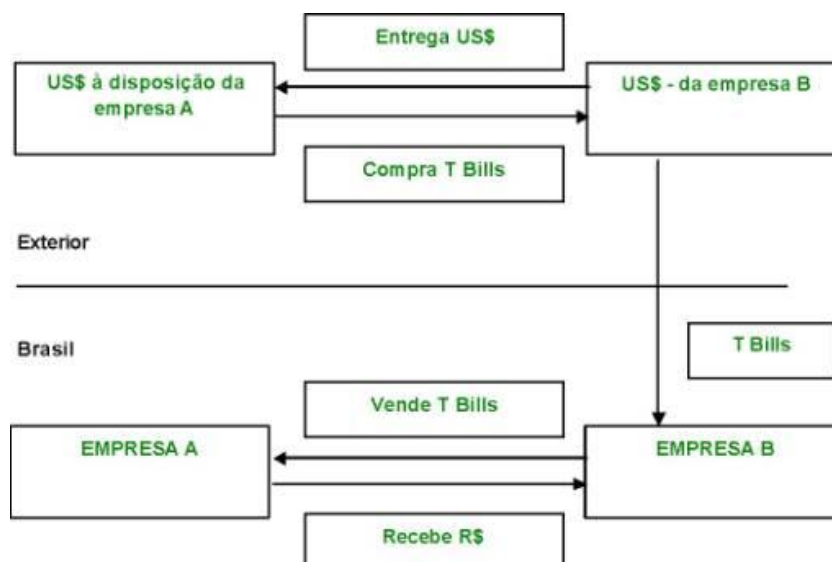 Entrega US$
US$ à disposição da
empresa A
US$ - da empresa B
Compra T Bills
Exterior
Brasil
T Bills
Vende T Bills
EMPRESA A
EMPRESA B
Recebe R$